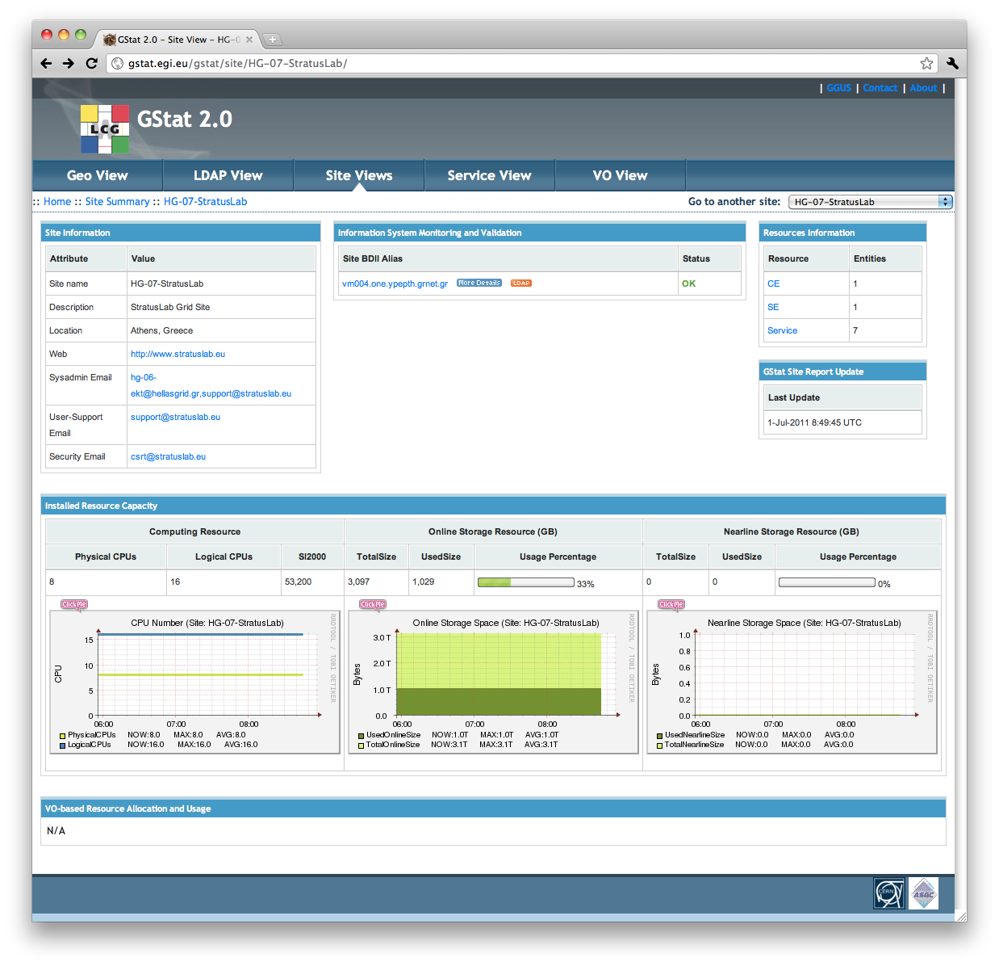 GStat 2.0 – Site View – HG-0
gstat.egi.eu/gstat/site/HG-07-StratusLab/
| GGUS | Contact | About |
LCG
GStat 2.0
Geo View LDAP View Site Views Service View VO View
:: Home :: Site Summary :: HG-07-StratusLab
Go to another site: HG-07-StratusLab
Site Information
Attribute Value
Site name HG-07-StratusLab
Description StratusLab Grid Site
Location Athens, Greece
Web http://www.stratuslab.eu
Sysadmin Email hg-06-
ekt@hellasgrid.gr,support@stratuslab.eu
User-Support support@stratuslab.eu
Email
Security Email csrt@stratuslab.eu
Information System Monitoring and Validation
Site BDII Alias Status
vm004.one.ypepth.grnet.gr More Details LDAP OK
Resources Information
Resource Entities
CE 1
SE 1
Service 7
GStat Site Report Update
Last Update
1-Jul-2011 8:49:45 UTC
Installed Resource Capacity
Computing Resource Online Storage Resource (GB) Nearline Storage Resource (GB)
Physical CPUs Logical CPUs SI2000 TotalSize UsedSize Usage Percentage TotalSize UsedSize Usage Percentage
8 16 53,200 3,097 1,029 33% 0 0 0%
ClickMe
CPU Number (Site: HG-07-StratusLab)
RRDTOOL / TOBI OETIKER
CPU
15
10
5
0
06:00 07:00 08:00
PhysicalCPUs NOW:8.0 MAX:8.0 AVG:8.0
LogicalCPUs NOW:16.0 MAX:16.0 AVG:16.0
ClickMe
Online Storage Space (Site: HG-07-StratusLab)
RRDTOOL / TOBI OETIKER
Bytes
3.0 T
2.0 T
1.0 T
0.0
06:00 07:00 08:00
UsedOnlineSize NOW:1.0T MAX:1.0T AVG:1.0T
TotalOnlineSize NOW:3.1T MAX:3.1T AVG:3.1T
ClickMe
Nearline Storage Space (Site: HG-07-StratusLab)
RRDTOOL / TOBI OETIKER
Bytes
1.0
0.8
0.6
0.4
0.2
0.0
06:00 07:00 08:00
UsedNearlineSize NOW:0.0 MAX:0.0 AVG:0.0
TotalNearlineSize NOW:0.0 MAX:0.0 AVG:0.0
VO-based Resource Allocation and Usage
N/A
CERN ASGC